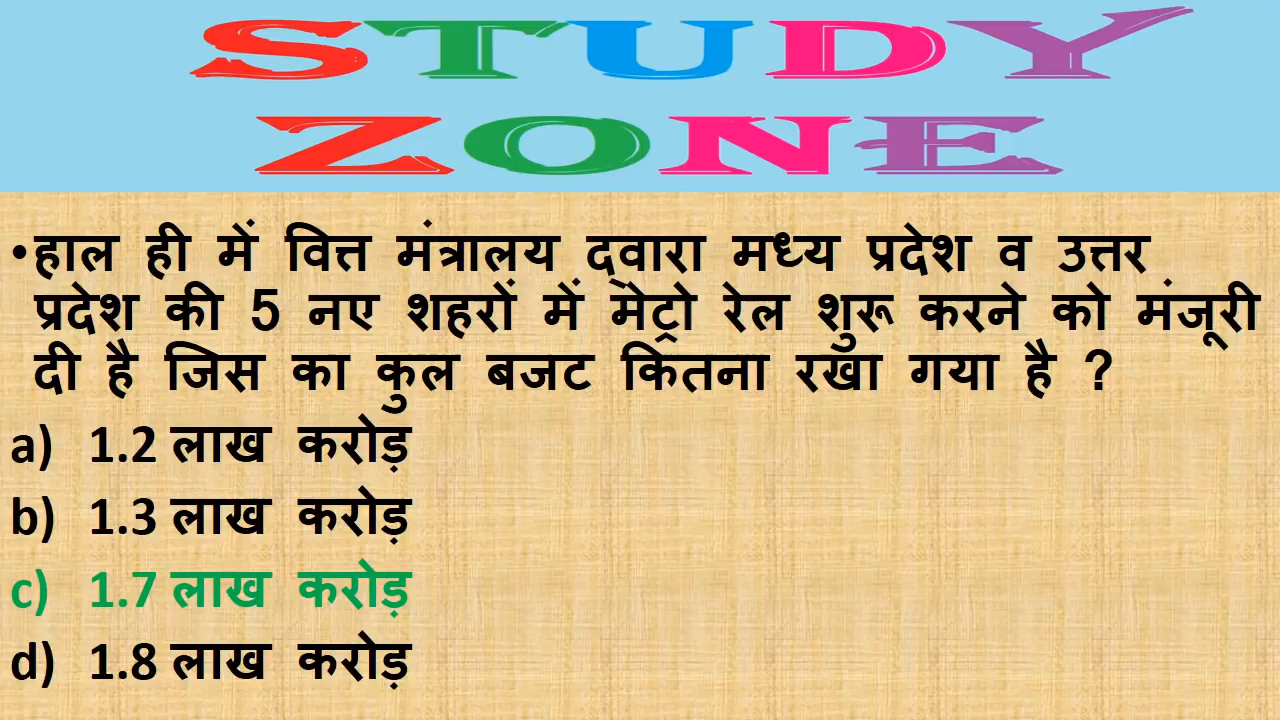 STUDY
ZONE
•हाल ही में वित्त मंत्रालय द्वारा मध्य प्रदेश व उत्तर
प्रदेश की 5 नए शहरों में मेट्रो रेल शुरू करने को मंजूरी
दी है जिस का कुल बजट कितना रखा गया है ?
a) 1.2 लाख करोड़
b) 1.3 लाख करोड़
c) 1.7 लाख करोड़
d) 1.8 लाख करोड़